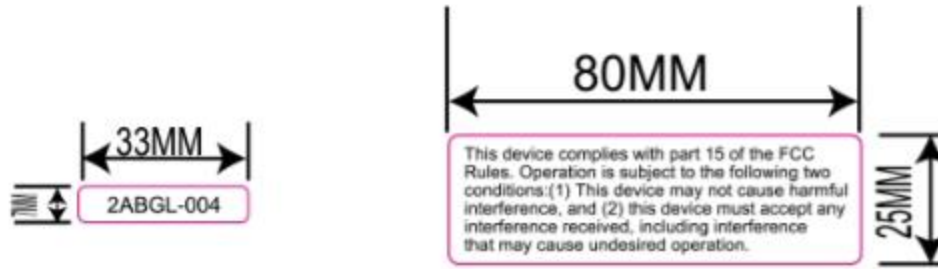 80MM
33MM
7MM
2ABGL-004
This device complies with part 15 of the FCC
Rules. Operation is subject to the following two
conditions:(1) This device may not cause harmful
interference, and (2) this device must accept any
interference received, including interference
that may cause undesired operation.
25MM